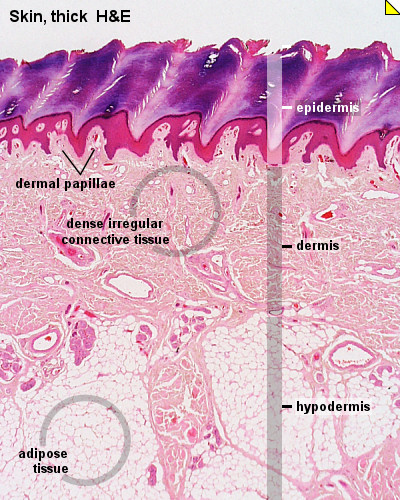 Skin, thick H&E
epidermis
dermal papillae
dense irregular
connective tissue
dermis
hypodermis
adipose
tissue